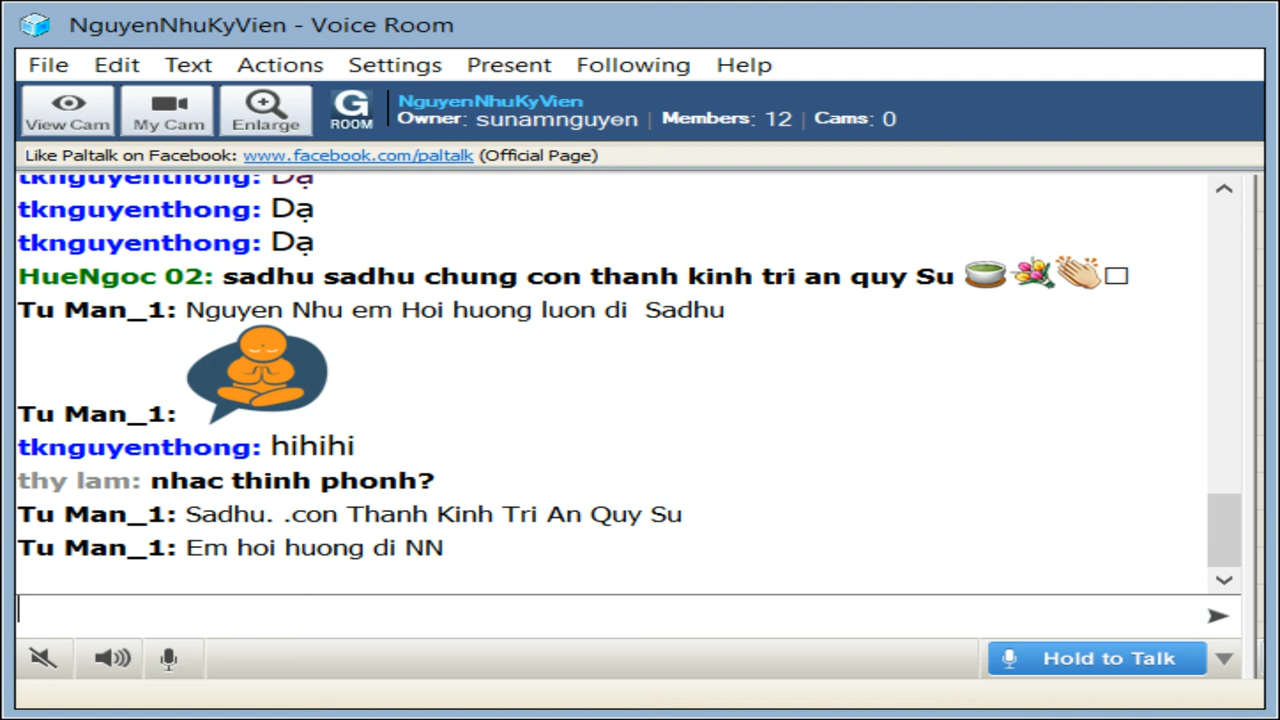 NguyenNhuKyVien - Voice Room
File Edit Text Actions Settings Present Following Help
View Cam My Cam Enlarge G ROOM
NguyenNhuKyVien
Owner: sunamnguyen | Members: 12 | Cams: 0
Like Paltalk on Facebook: www.facebook.com/paltalk (Official Page)
tknguyenthong: Dạ
tknguyenthong: Dạ
tknguyenthong: Dạ
HueNgoc 02: sadhu sadhu chung con thanh kinh tri an quy Su
Tu Man_1: Nguyen Nhu em Hoi huong luon di Sadhu
Tu Man_1:
tknguyenthong: hihihi
thy lam: nhac thinh phonh?
Tu Man_1: Sadhu. .con Thanh Kinh Tri An Quy Su
Tu Man_1: Em hoi huong di NN
Hold to Talk